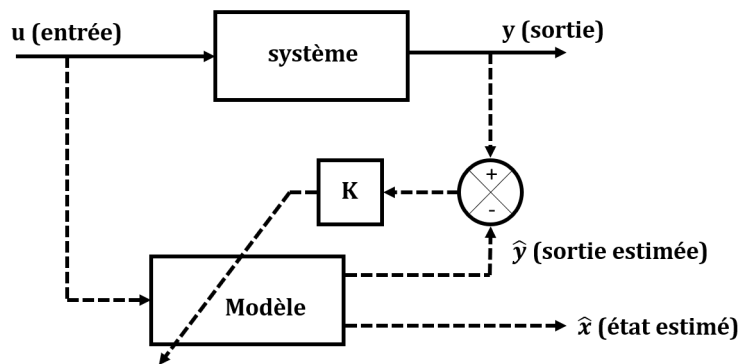 u (entrée)
système
y (sortie)
+
K
-
ŷ (sortie estimée)
Modèle
x̂ (état estimé)